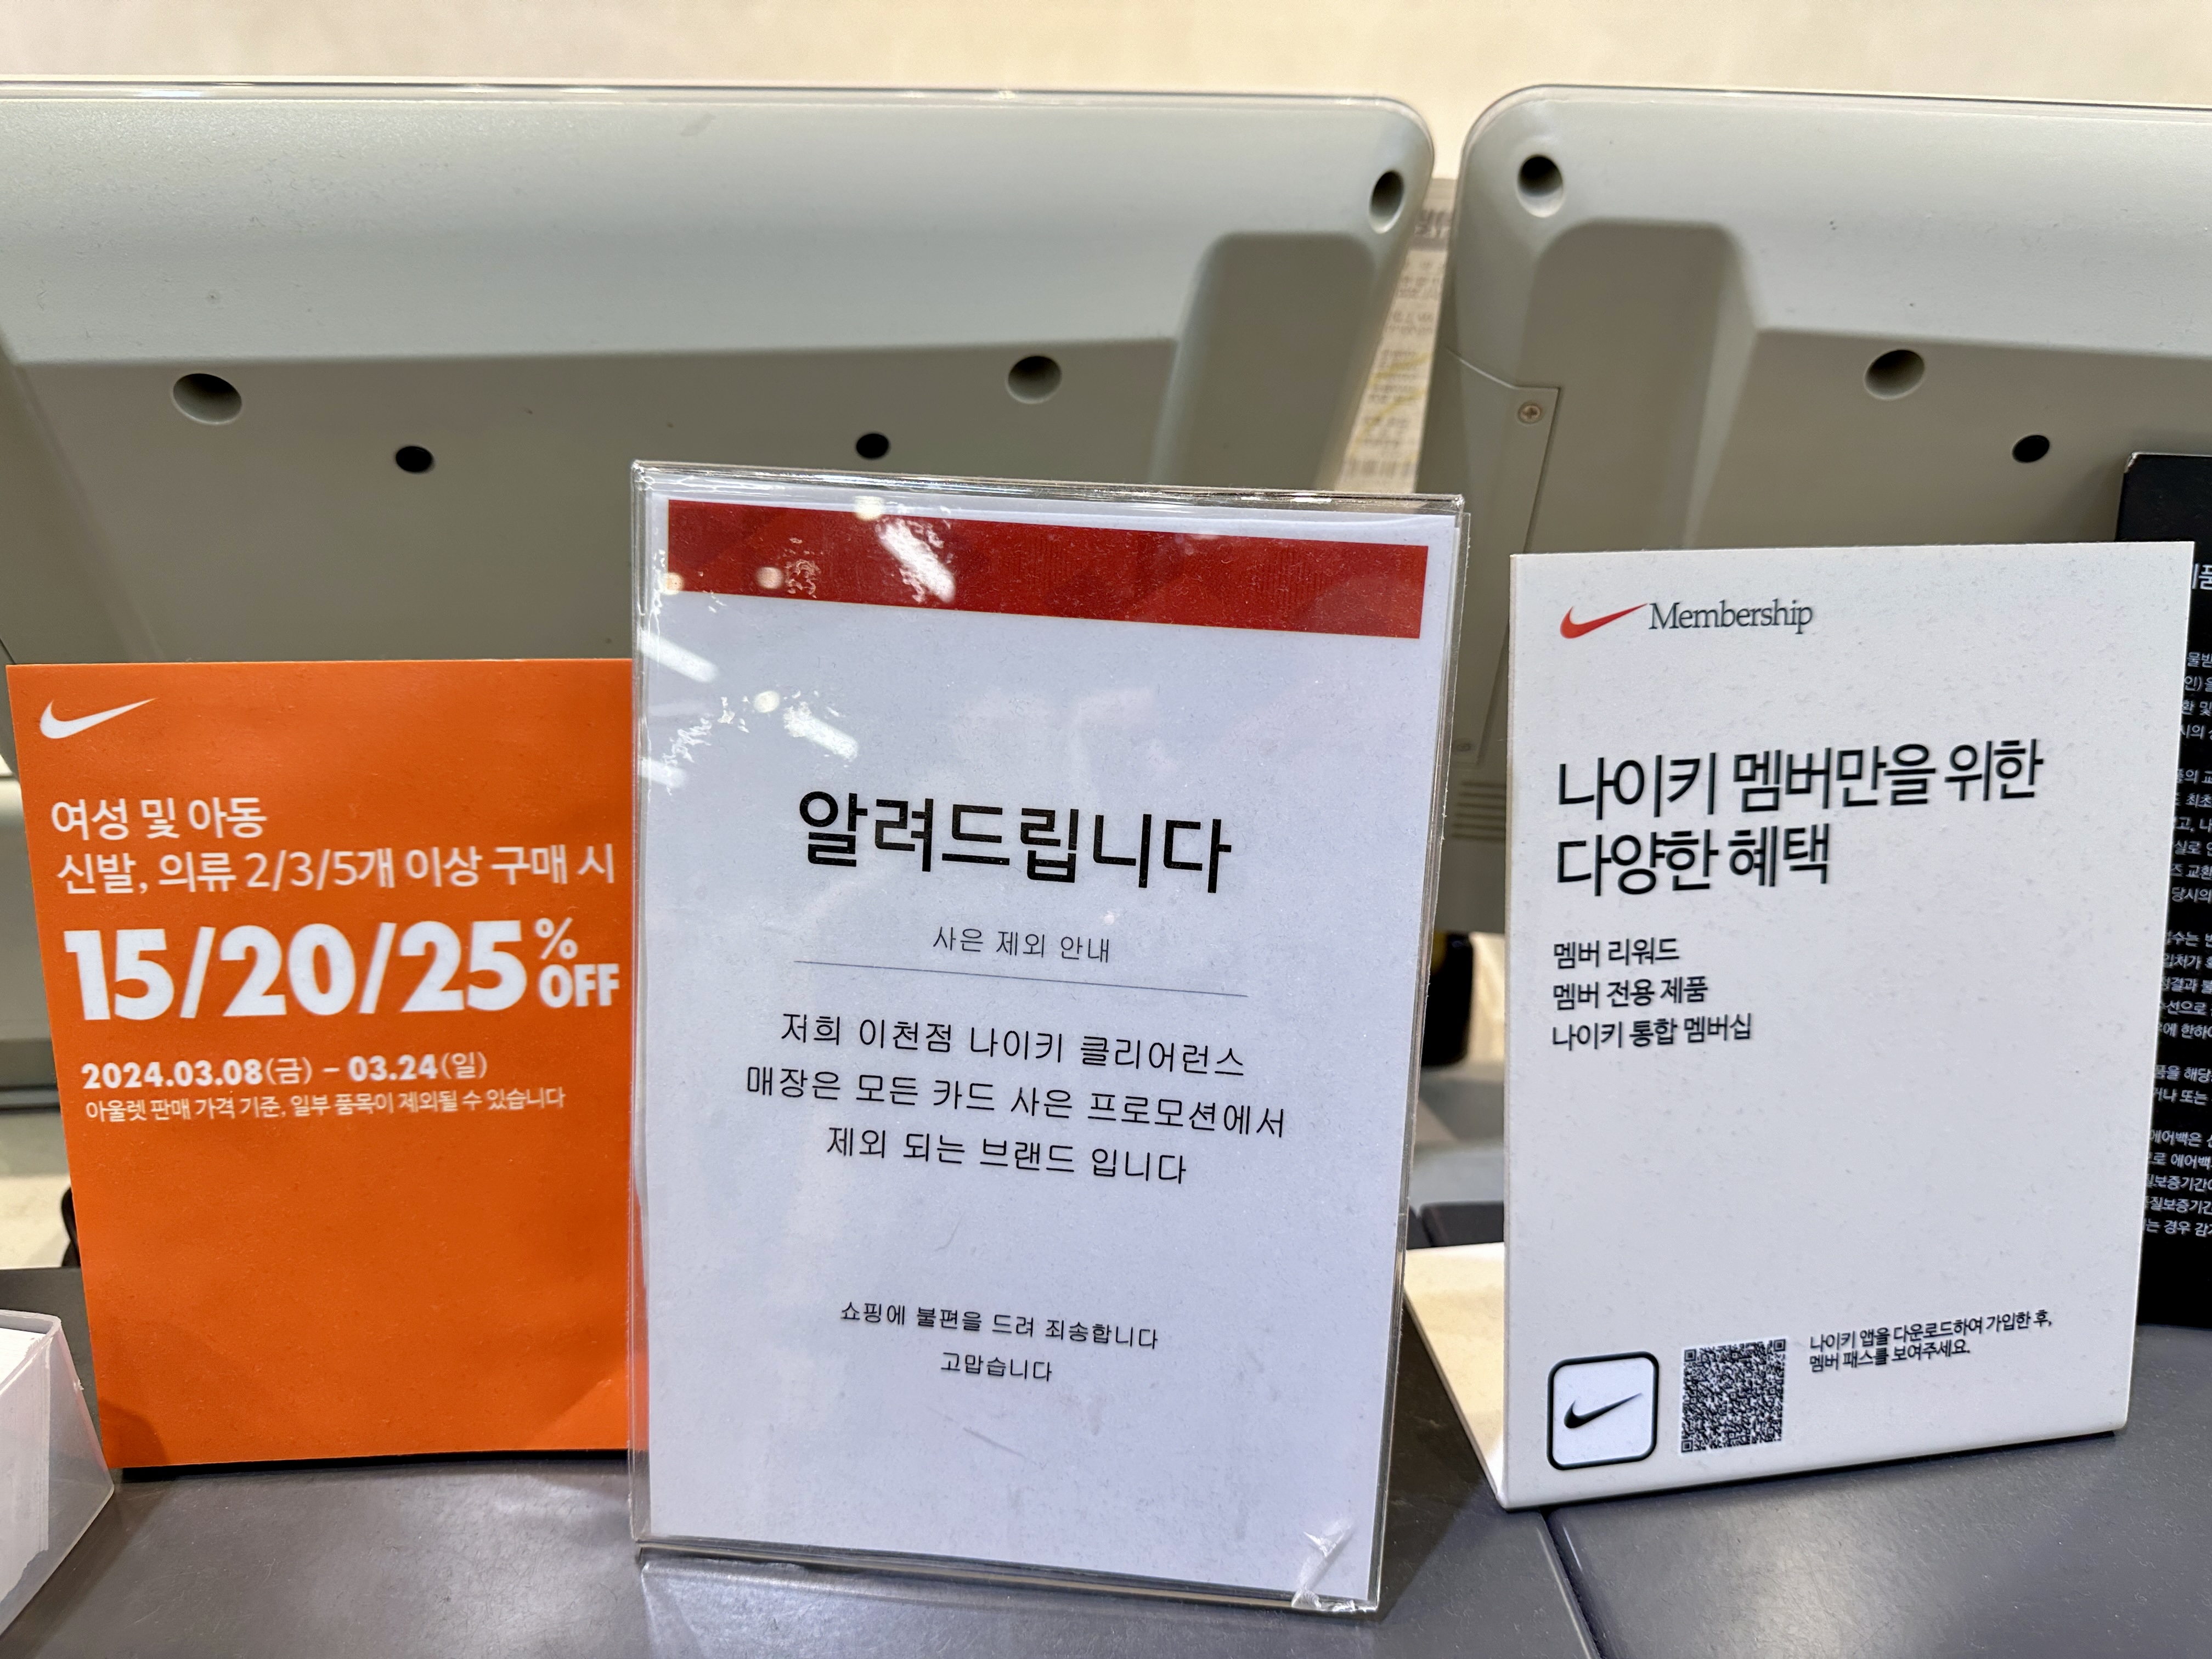 여성 및 아동
신발, 의류 2/3/5개 이상 구매 시
15/20/25% OFF
2024.03.08(금) – 03.24(일)
아울렛 판매 가격 기준, 일부 품목이 제외될 수 있습니다
알려드립니다
사은 제외 안내
저희 이천점 나이키 클리어런스
매장은 모든 카드 사은 프로모션에서
제외 되는 브랜드 입니다
쇼핑에 불편을 드려 죄송합니다
고맙습니다
Membership
나이키 멤버만을 위한
다양한 혜택
멤버 리워드
멤버 전용 제품
나이키 통합 멤버십
나이키 앱을 다운로드하여 가입한 후,
멤버 패스를 보여주세요.